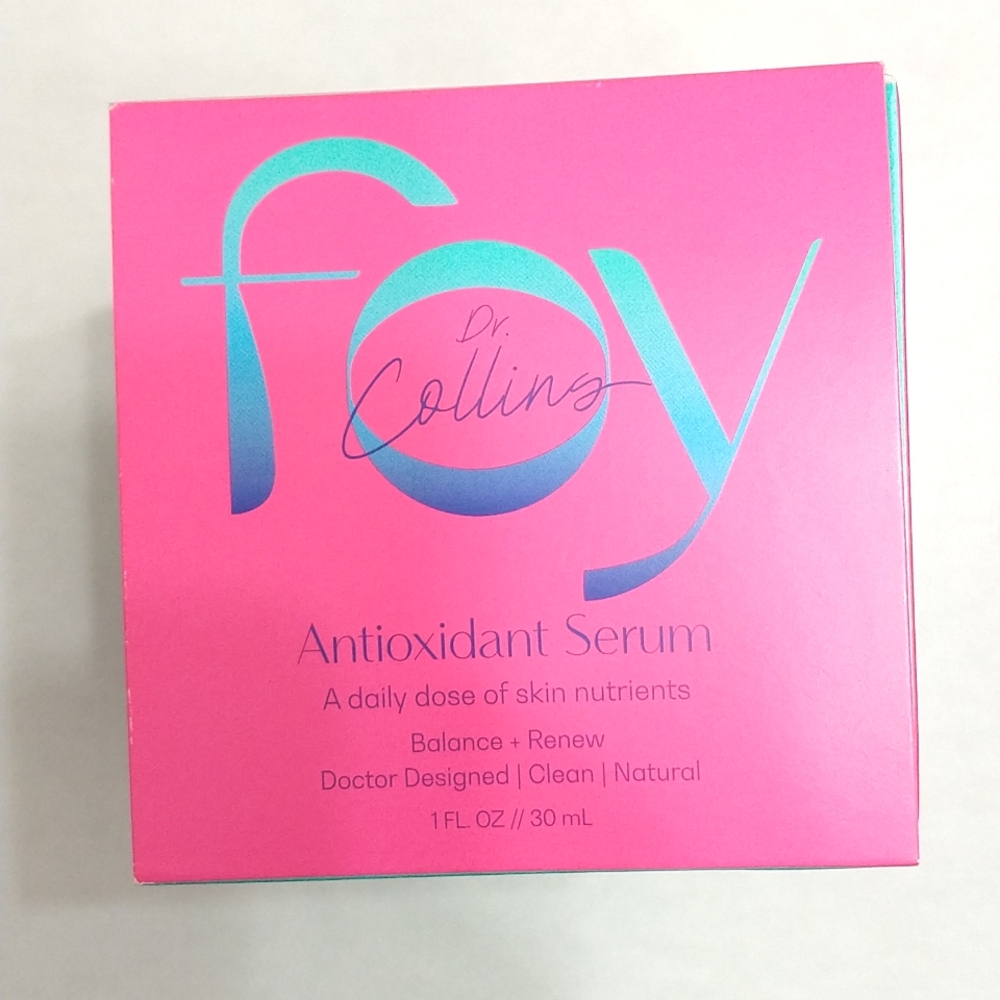 foy
Dr.
Collins
Antioxidant Serum
A daily dose of skin nutrients
Balance + Renew
Doctor Designed | Clean | Natural
1 FL. OZ // 30 mL